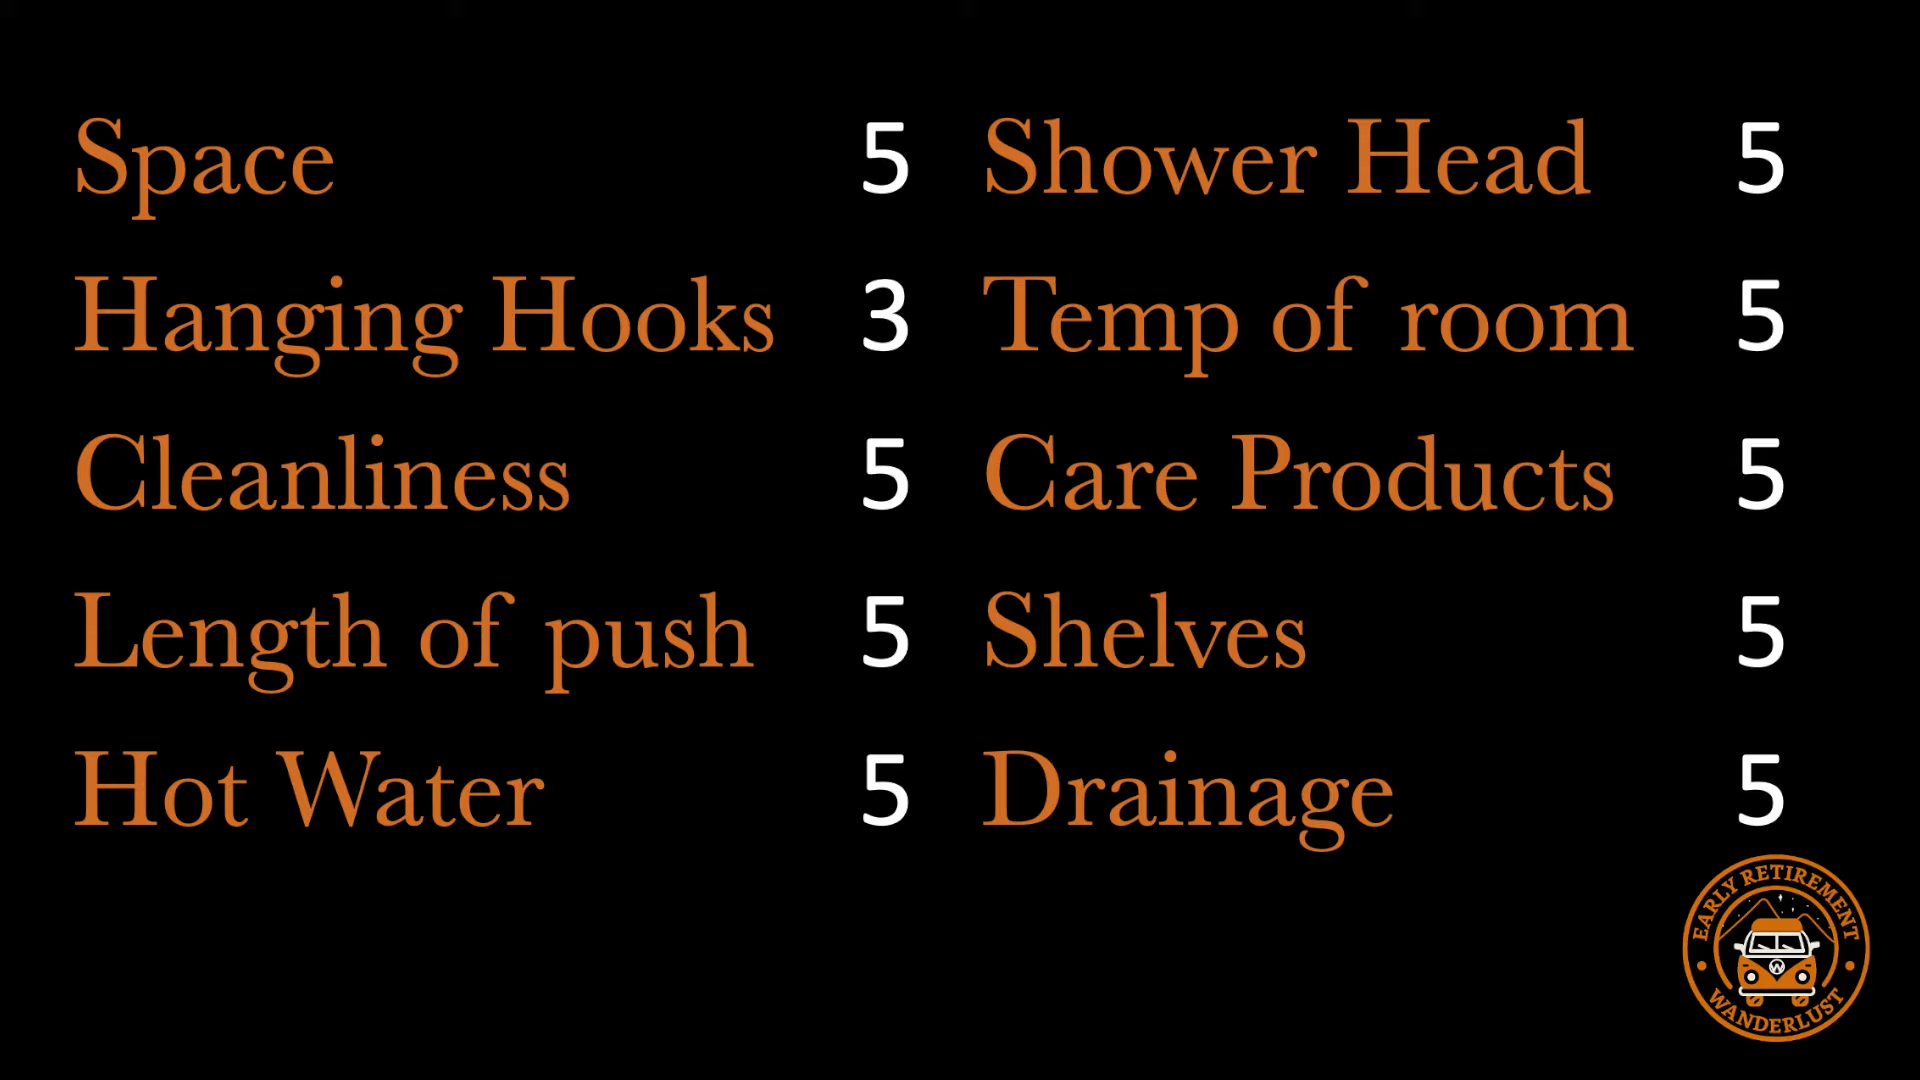 Space 5 Shower Head 5
Hanging Hooks 3 Temp of room 5
Cleanliness 5 Care Products 5
Length of push 5 Shelves 5
Hot Water 5 Drainage 5
EARLY RETIREMENT
WANDERLUST